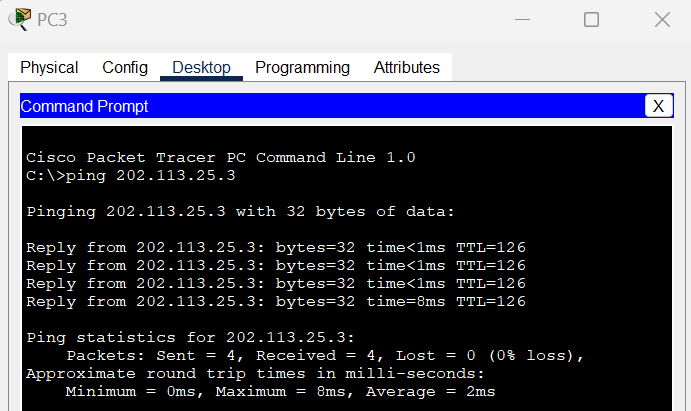 PC3
Physical Config Desktop Programming Attributes
Command Prompt X
Cisco Packet Tracer PC Command Line 1.0
C:\>ping 202.113.25.3
Pinging 202.113.25.3 with 32 bytes of data:
Reply from 202.113.25.3: bytes=32 time<1ms TTL=126
Reply from 202.113.25.3: bytes=32 time<1ms TTL=126
Reply from 202.113.25.3: bytes=32 time<1ms TTL=126
Reply from 202.113.25.3: bytes=32 time=8ms TTL=126
Ping statistics for 202.113.25.3:
    Packets: Sent = 4, Received = 4, Lost = 0 (0% loss),
Approximate round trip times in milli-seconds:
    Minimum = 0ms, Maximum = 8ms, Average = 2ms